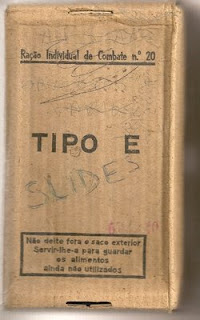 Ração Individual de Combate n.º 20
TIPO E
SLIDES
Não deite fora o saco exterior
Servir-lhe-a para guardar
os alimentos
ainda não utilizados